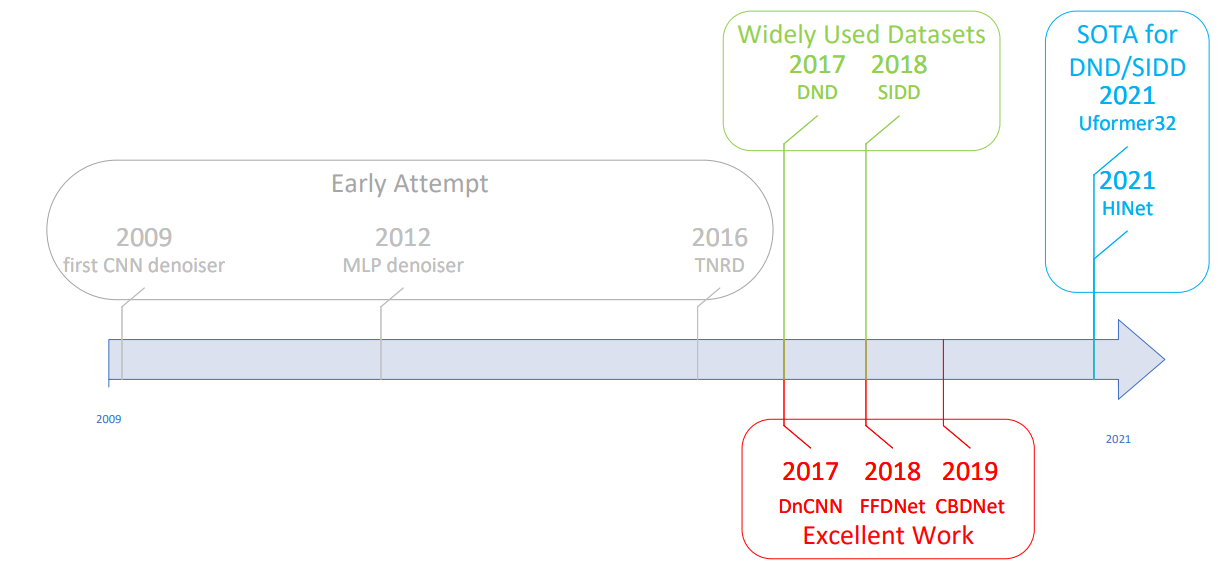 Widely Used Datasets
2017 2018
DND SIDD
SOTA for
DND/SIDD
2021
Uformer32
2021
HINet
Early Attempt
2009 2012 2016
first CNN denoiser MLP denoiser TNRD
2009
2021
2017 2018 2019
DnCNN FFDNet CBDNet
Excellent Work